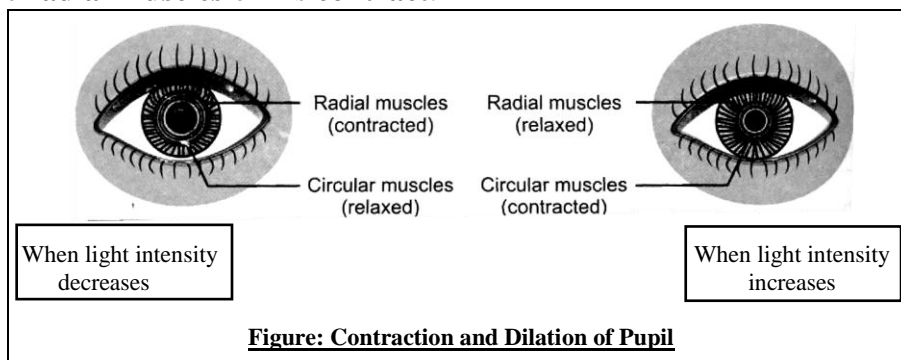 Radial muscles
(contracted)
Circular muscles
(relaxed)
Radial muscles
(relaxed)
Circular muscles
(contracted)
When light intensity
decreases
When light intensity
increases
Figure: Contraction and Dilation of Pupil